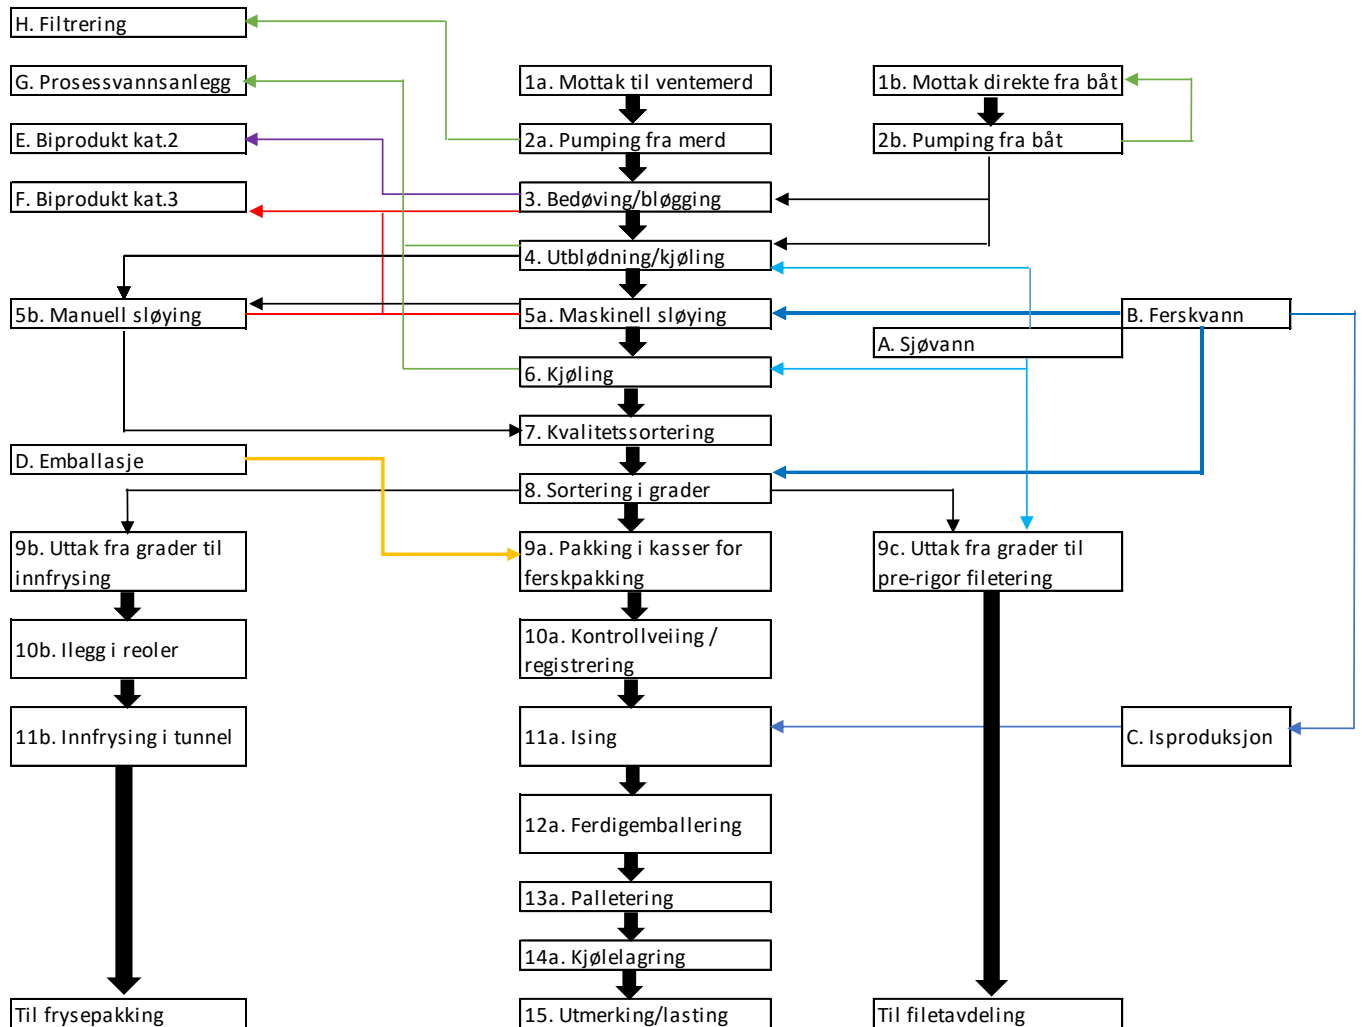 H. Filtrering
G. Prosessvannsanlegg
1a. Mottak til ventemerd
1b. Mottak direkte fra båt
E. Biprodukt kat.2
2a. Pumping fra merd
2b. Pumping fra båt
F. Biprodukt kat.3
3. Bedøving/bløgging
4. Utblødning/kjøling
5b. Manuell sløying
5a. Maskinell sløying
B. Ferskvann
A. Sjøvann
6. Kjøling
7. Kvalitetssortering
D. Emballasje
8. Sortering i grader
9b. Uttak fra grader til
innfrysing
9a. Pakking i kasser for
ferskpakking
9c. Uttak fra grader til
pre-rigor filetering
10b. Ilegg i reoler
10a. Kontrollveiing /
registrering
11b. Innfrysing i tunnel
11a. Ising
C. Isproduksjon
12a. Ferdigemballering
13a. Palletering
14a. Kjølelagring
Til frysepakking
15. Utmerking/lasting
Til filetavdeling